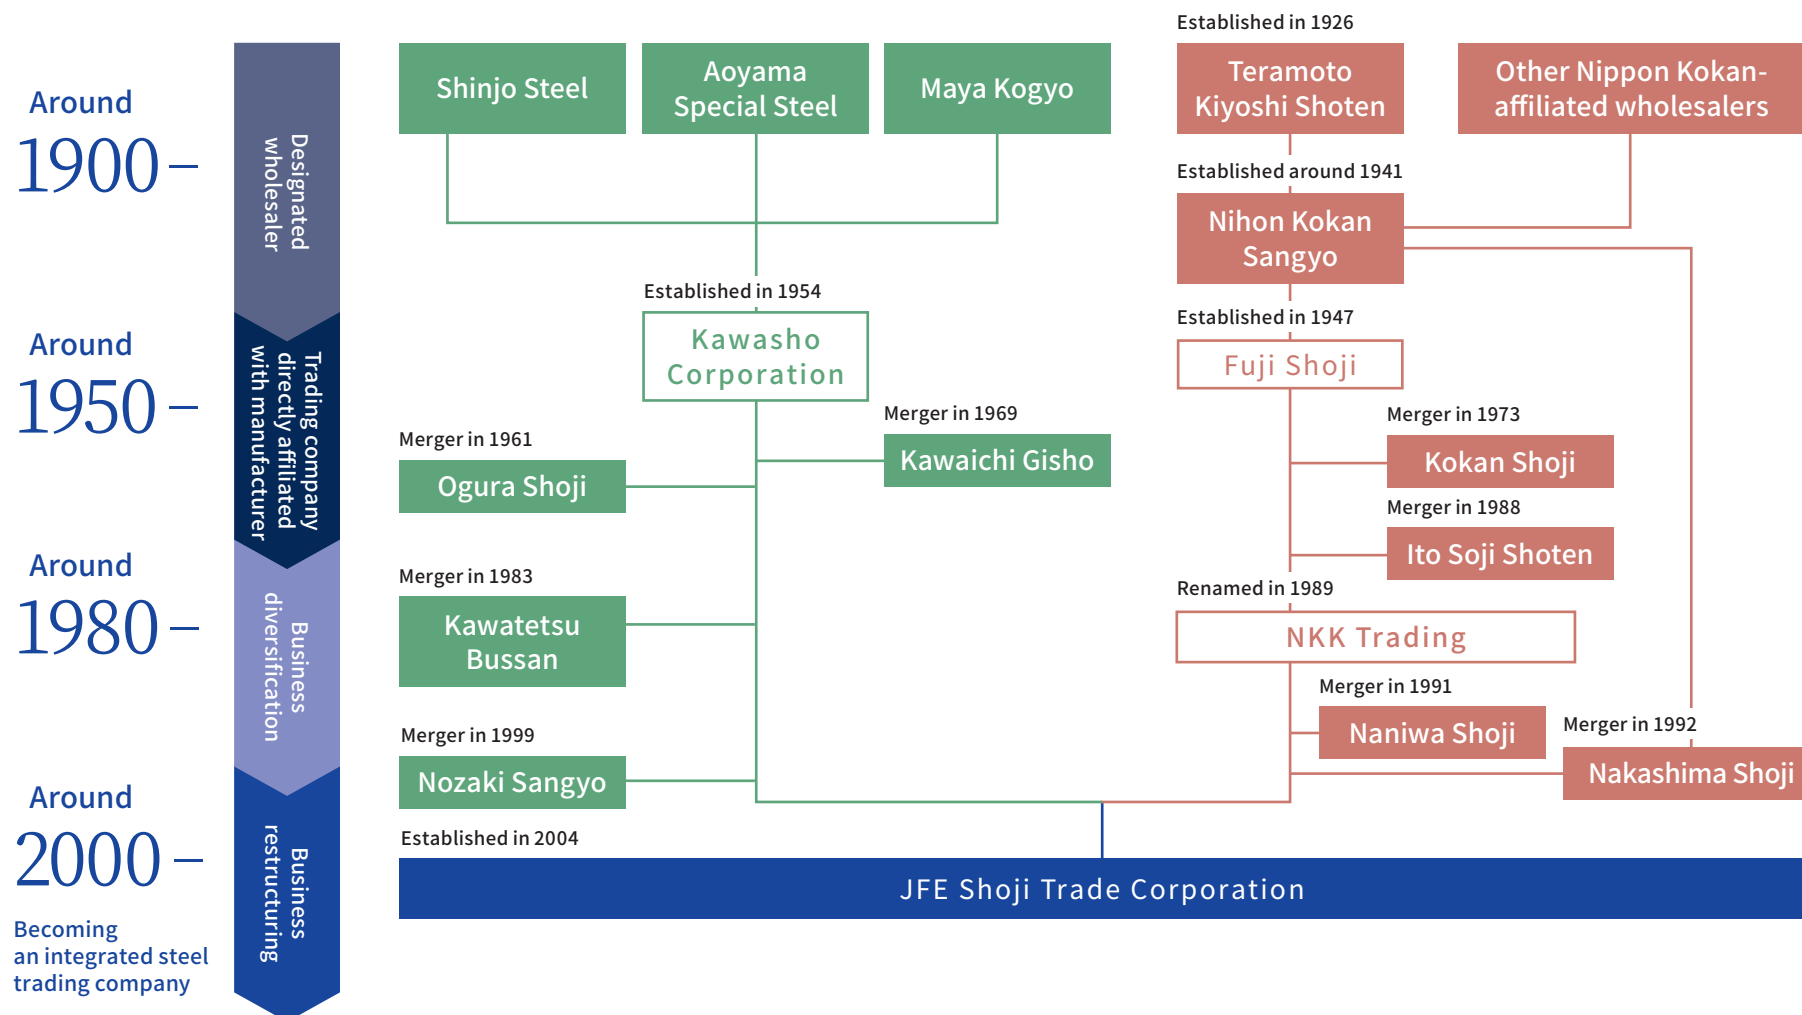 Around
1900
Designated
wholesaler
Around
1950
Trading company
directly affiliated
with manufacturer
Around
1980
Business
diversification
Around
2000
Business
restructuring
Becoming
an integrated steel
trading company
Shinjo Steel
Aoyama
Special Steel
Maya Kogyo
Established in 1954
Kawasho
Corporation
Merger in 1969
Kawaichi Gisho
Merger in 1961
Ogura Shoji
Merger in 1983
Kawatetsu
Bussan
Merger in 1999
Nozaki Sangyo
Established in 1926
Teramoto
Kiyoshi Shoten
Other Nippon Kokan-
affiliated wholesalers
Established around 1941
Nihon Kokan
Sangyo
Established in 1947
Fuji Shoji
Merger in 1973
Kokan Shoji
Merger in 1988
Ito Soji Shoten
Renamed in 1989
NKK Trading
Merger in 1991
Naniwa Shoji
Merger in 1992
Nakashima Shoji
Established in 2004
JFE Shoji Trade Corporation